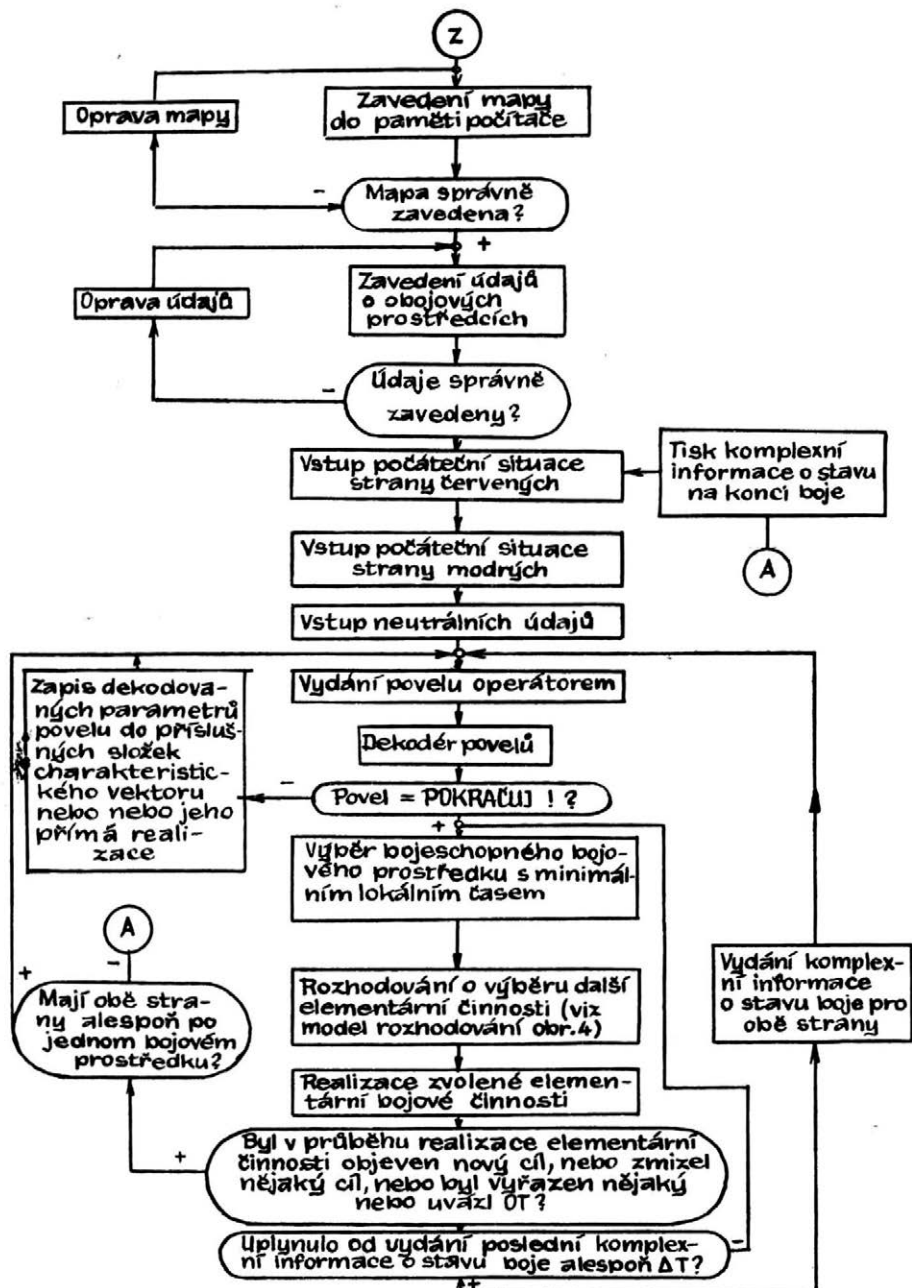 Z
Zavedení mapy
do paměti počítače
Oprava mapy
Mapa správně
zavedena?
-
+
Zavedení údajů
o obojových
prostředcích
Oprava údajů
-
Údaje správně
zavedeny?
Vstup počáteční situace
strany červených
Tisk komplexní
informace o stavu
na konci boje
A
Vstup počáteční situace
strany modrých
Vstup neutrálních údajů
Vydání povelu operátorem
Dekodér povelů
Povel = POKRAČUJ ! ?
-
+
Zapis dekodova-
ných parametrů
povelu do přísluš-
ných složek
charakteristic-
kého vektoru
nebo nebo jeho
přímá reali-
zace
Výběr bojeschopného bojo-
vého prostředku s minimál-
ním lokálním časem
A
-
+
Mají obě stra-
ny alespoň po
jednom bojovém
prostředku?
Rozhodování o výběru další
elementární činnosti (viz
model rozhodování obr.4)
Vydání komplex-
ní informace
o stavu boje pro
obě strany
Realizace zvolené elemen-
tární bojové činnosti
+
Byl v průběhu realizace elementární
činnosti objeven nový cíl, nebo zmizel
nějaký cíl, nebo byl vyřazen nějaký
nebo uvázl OT?
Uplynulo od vydání poslední komplex-
ní informace o stavu boje alespoň ΔT?
-
+